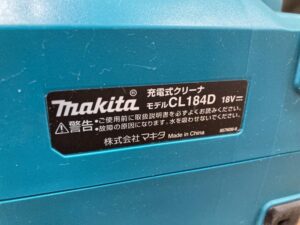 makita® 充電式クリーナ
モデルCL184D 18V⎓
⚠警告 ●ご使用前に取扱説明書を必ずよくお読みください。
●故障の原因になります。水を吸わせないでください。
株式会社マキタ Made in China